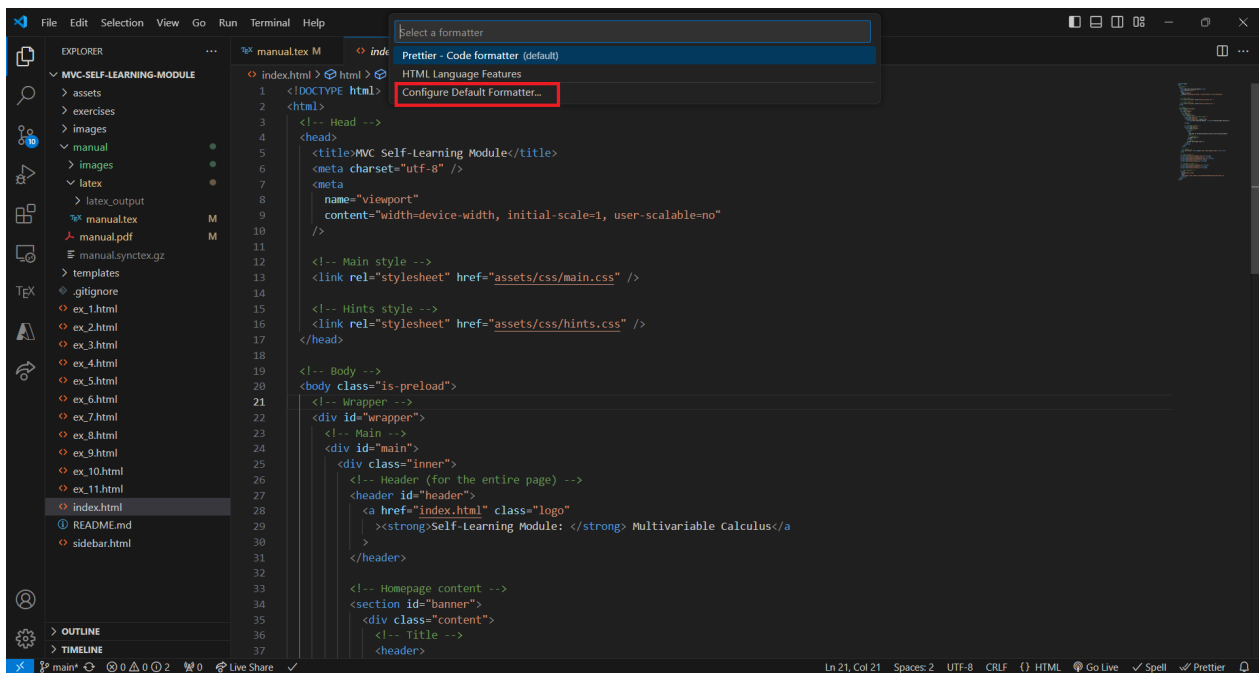 File Edit Selection View Go Run Terminal Help
Select a formatter
Prettier - Code formatter (default)
HTML Language Features
Configure Default Formatter...
EXPLORER
MVC-SELF-LEARNING-MODULE
assets
exercises
images
manual
images
latex
latex_output
TEX manual.tex M
manual.pdf M
manual.synctex.gz
templates
.gitignore
ex_1.html
ex_2.html
ex_3.html
ex_4.html
ex_5.html
ex_6.html
ex_7.html
ex_8.html
ex_9.html
ex_10.html
ex_11.html
index.html
README.md
sidebar.html
OUTLINE
TIMELINE
10
TEX
TEX manual.tex M
index.html > html >
1 <!DOCTYPE html>
2 <html>
3 <!-- Head -->
4 <head>
5 <title>MVC Self-Learning Module</title>
6 <meta charset="utf-8" />
7 <meta
8 name="viewport"
9 content="width=device-width, initial-scale=1, user-scalable=no"
10 />
11
12 <!-- Main style -->
13 <link rel="stylesheet" href="assets/css/main.css" />
14
15 <!-- Hints style -->
16 <link rel="stylesheet" href="assets/css/hints.css" />
17 </head>
18
19 <!-- Body -->
20 <body class="is-preload">
21 <!-- Wrapper -->
22 <div id="wrapper">
23 <!-- Main -->
24 <div id="main">
25 <div class="inner">
26 <!-- Header (for the entire page) -->
27 <header id="header">
28 <a href="index.html" class="logo"
29 ><strong>Self-Learning Module: </strong> Multivariable Calculus</a
30 >
31 </header>
32
33 <!-- Homepage content -->
34 <section id="banner">
35 <div class="content">
36 <!-- Title -->
37 <header>
main* 0 0 0 2 0 Live Share
Ln 21, Col 21 Spaces: 2 UTF-8 CRLF {} HTML Go Live Spell Prettier